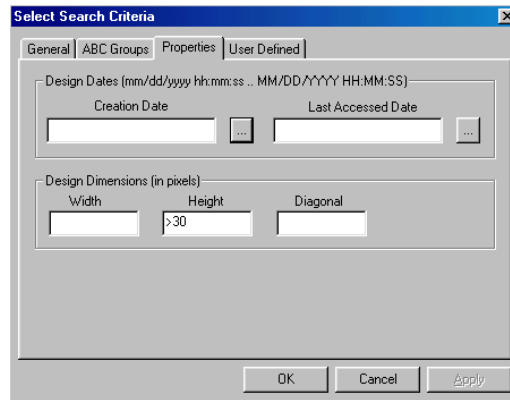 Select Search Criteria
General ABC Groups Properties User Defined
Design Dates (mm/dd/yyyy hh:mm:ss .. MM/DD/YYYY HH:MM:SS)
Creation Date Last Accessed Date
... ...
Design Dimensions (in pixels)
Width Height Diagonal
>30
OK Cancel Apply